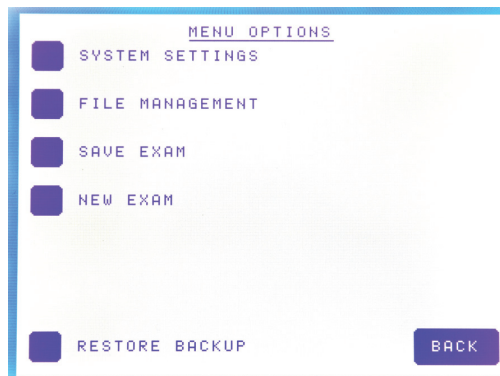 MENU OPTIONS
SYSTEM SETTINGS
FILE MANAGEMENT
SAVE EXAM
NEW EXAM
RESTORE BACKUP
BACK